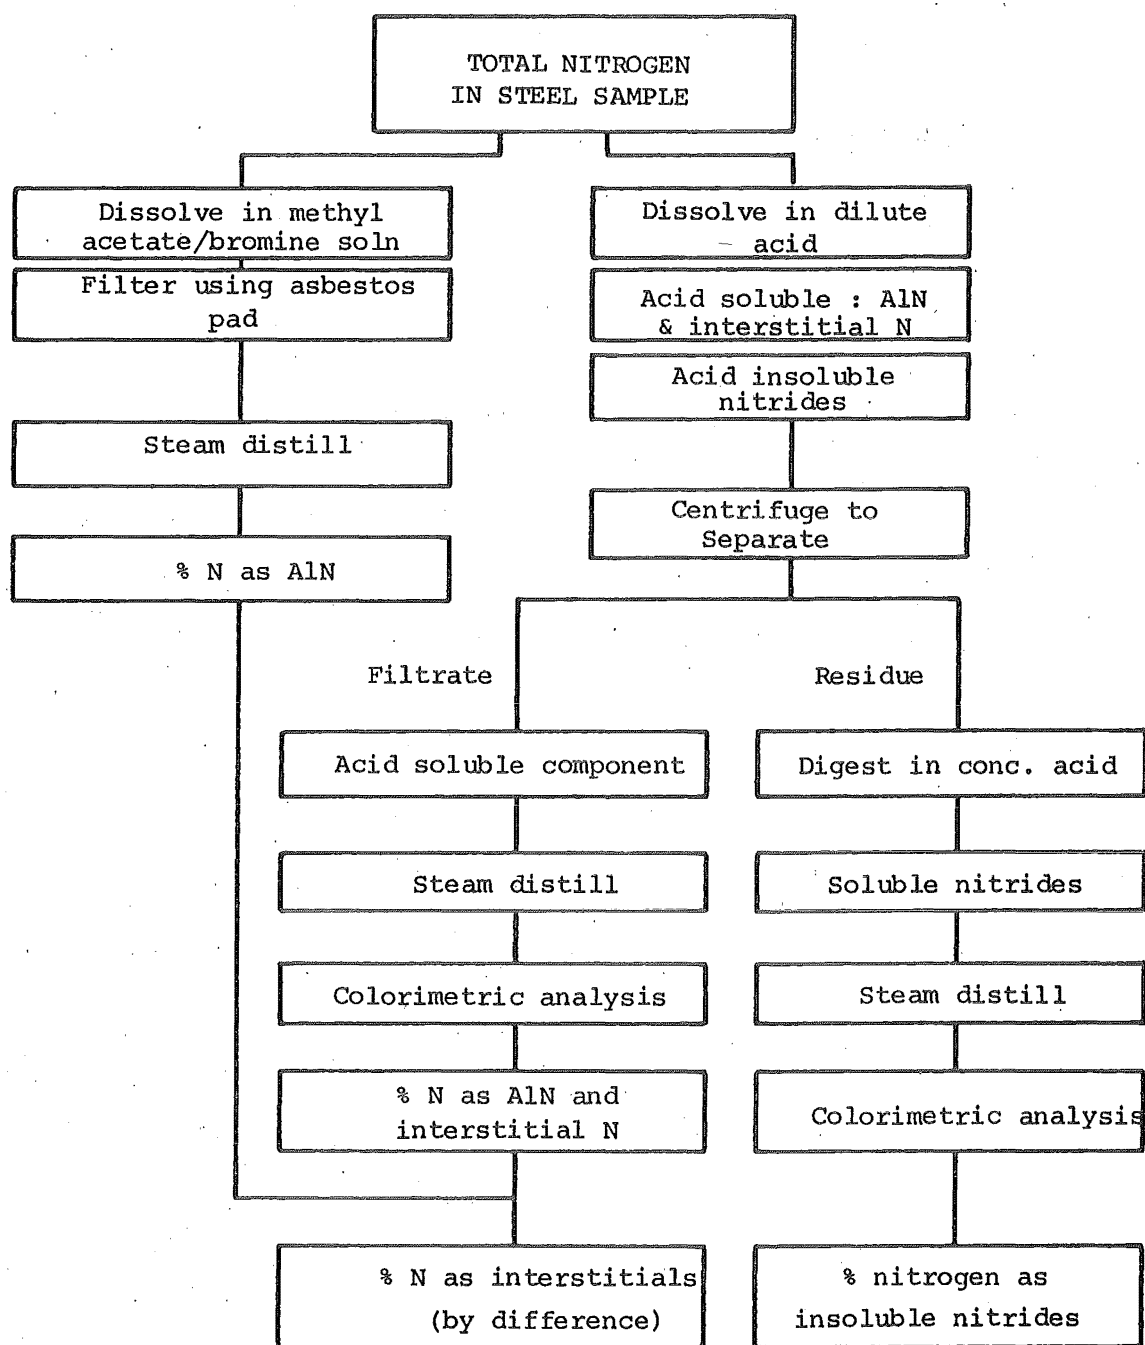 TOTAL NITROGEN
IN STEEL SAMPLE
Dissolve in methyl
acetate/bromine soln
Filter using asbestos
pad
Steam distill
% N as AlN
Dissolve in dilute
acid
Acid soluble : AlN
& interstitial N
Acid insoluble
nitrides
Centrifuge to
Separate
Filtrate
Residue
Acid soluble component
Steam distill
Colorimetric analysis
% N as AlN and
interstitial N
% N as interstitials
(by difference)
Digest in conc. acid
Soluble nitrides
Steam distill
Colorimetric analysis
% nitrogen as
insoluble nitrides